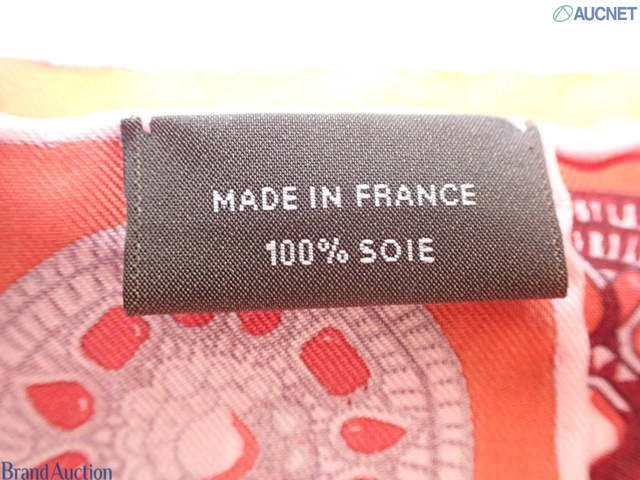 AUCNET
MADE IN FRANCE
100% SOIE
BrandAuction